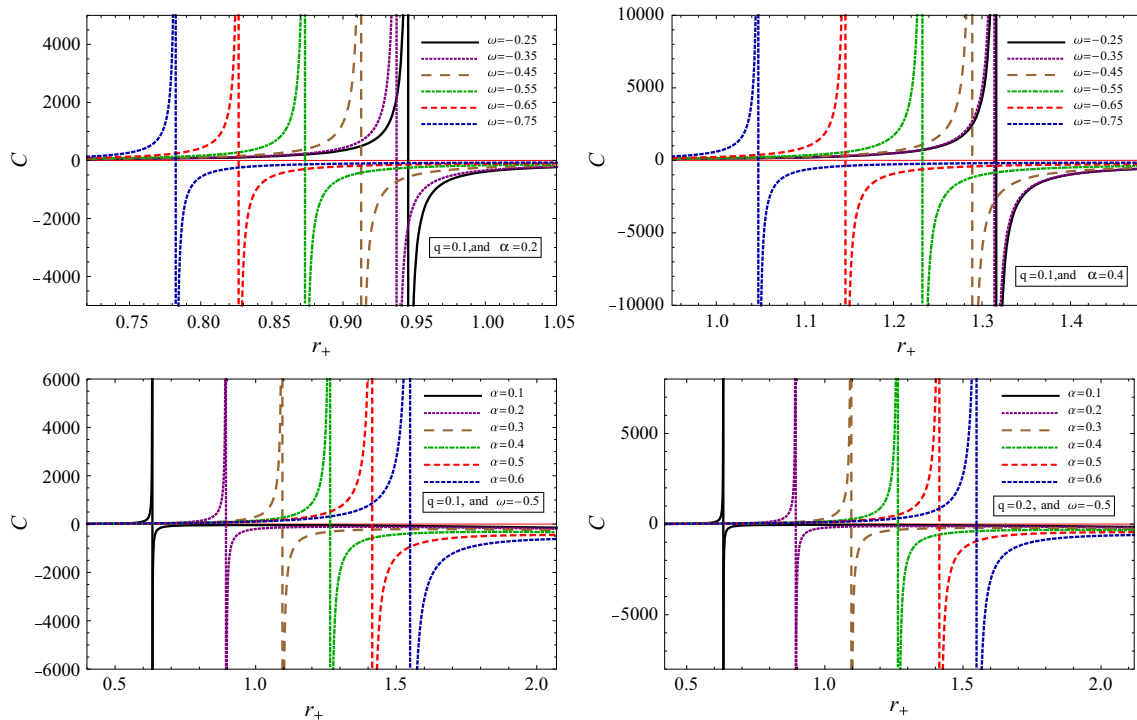 4000
2000
0
−2000
−4000
C
ω=−0.25
ω=−0.35
ω=−0.45
ω=−0.55
ω=−0.65
ω=−0.75
q=0.1,and α=0.2
0.75 0.80 0.85 0.90 0.95 1.00 1.05
r+
10000
5000
0
−5000
−10000
C
ω=−0.25
ω=−0.35
ω=−0.45
ω=−0.55
ω=−0.65
ω=−0.75
q=0.1,and α=0.4
1.0 1.1 1.2 1.3 1.4
r+
6000
4000
2000
0
−2000
−4000
−6000
C
α=0.1
α=0.2
α=0.3
α=0.4
α=0.5
α=0.6
q=0.1, and ω=−0.5
0.5 1.0 1.5 2.0
r+
5000
0
−5000
C
α=0.1
α=0.2
α=0.3
α=0.4
α=0.5
α=0.6
q=0.2, and ω=−0.5
0.5 1.0 1.5 2.0
r+